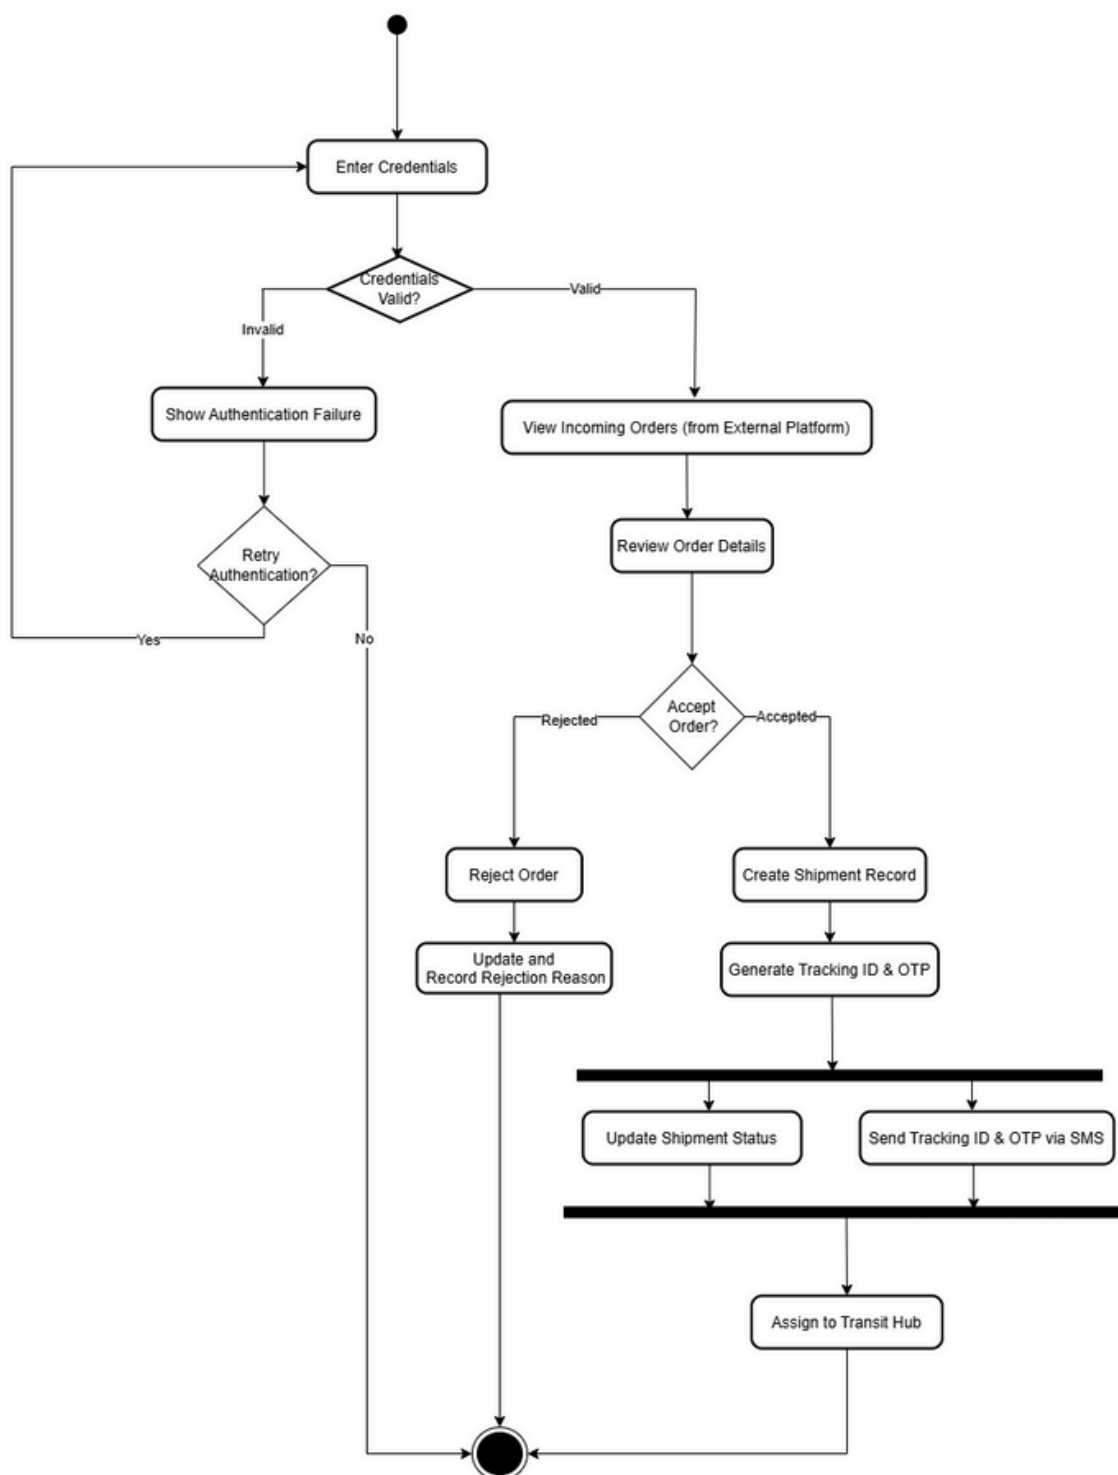 Enter Credentials
Credentials
Valid?
Valid
Invalid
Show Authentication Failure
View Incoming Orders (from External Platform)
Review Order Details
Retry
Authentication?
Yes
No
Accept
Order?
Rejected
Accepted
Reject Order
Create Shipment Record
Update and
Record Rejection Reason
Generate Tracking ID & OTP
Update Shipment Status
Send Tracking ID & OTP via SMS
Assign to Transit Hub